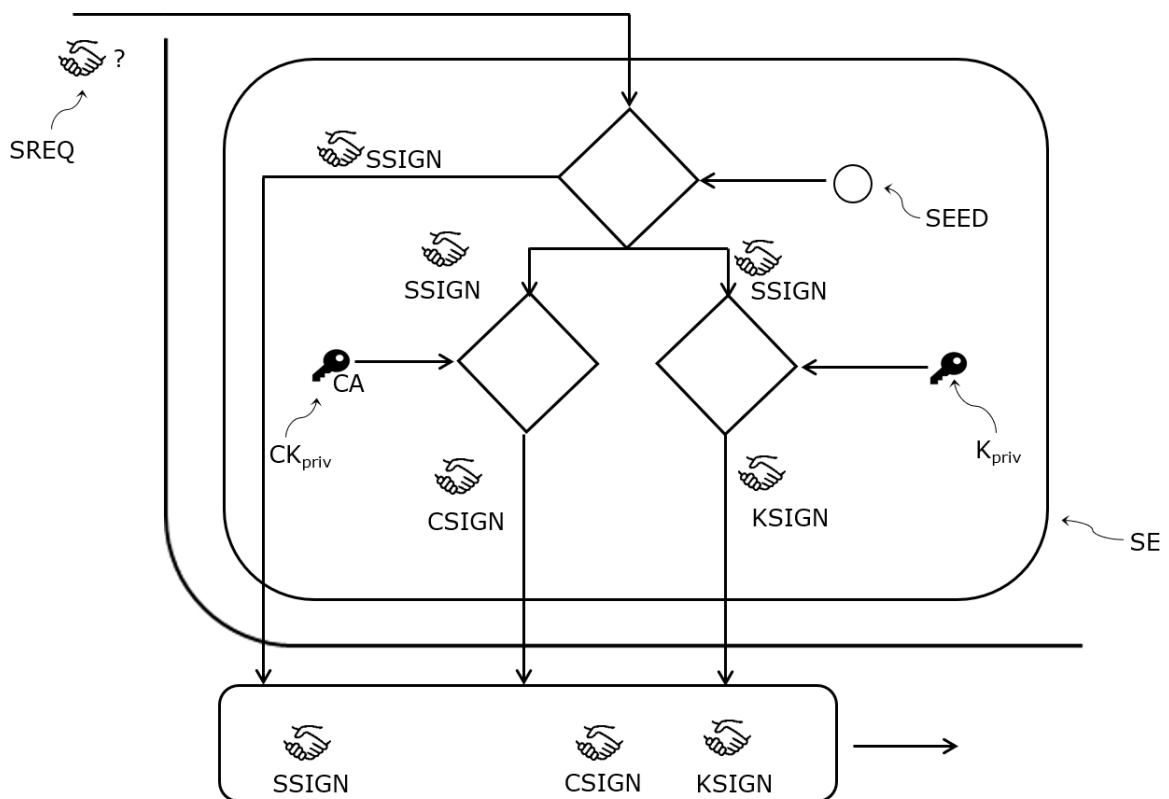 ?
SREQ
SSIGN
SEED
SSIGN
SSIGN
CA
CKpriv
Kpriv
CSIGN
KSIGN
SE
SSIGN
CSIGN
KSIGN